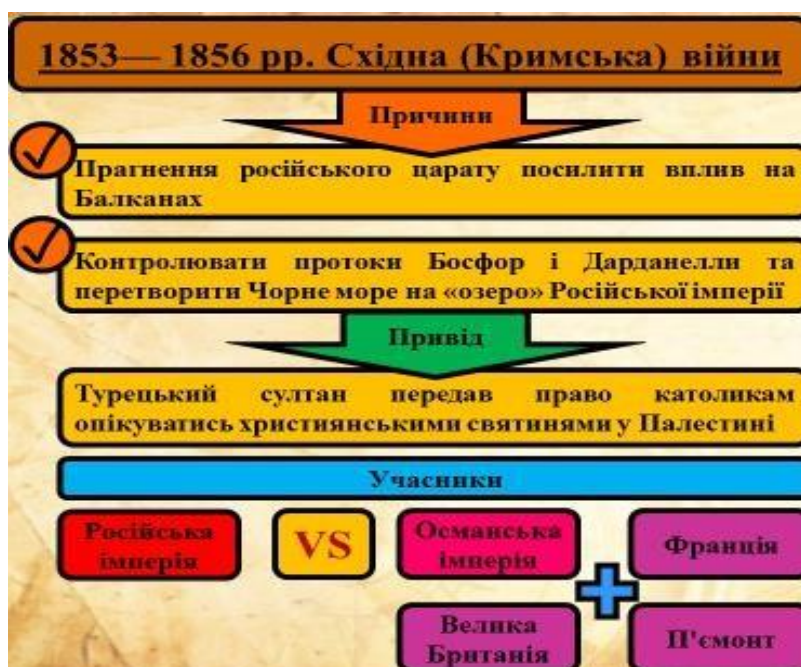 1853— 1856 рр. Східна (Кримська) війни
Причини
Прагнення російського царату посилити вплив на
Балканах
Контролювати протоки Босфор і Дарданелли та
перетворити Чорне море на «озеро» Російської імперії
Привід
Турецький султан передав право католикам
опікуватись християнськими святинями у Палестині
Учасники
Російська
імперія
VS
Османська
імперія
Франція
Велика
Британія
П'ємонт